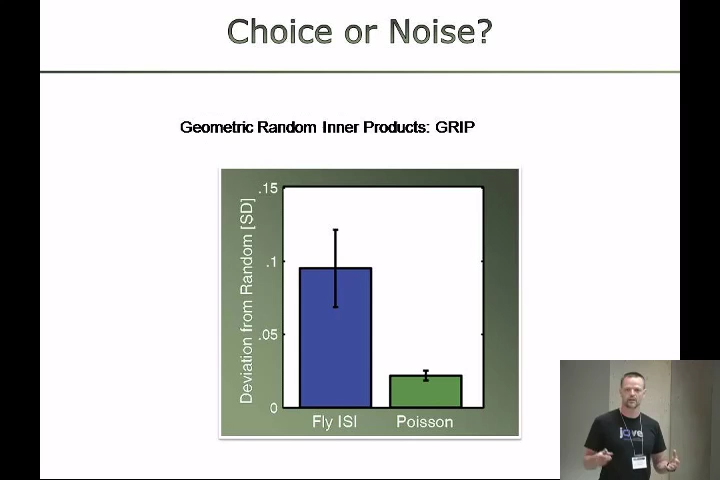 Choice or Noise?
Geometric Random Inner Products: GRIP
Deviation from Random [SD]
.15
.1
.05
0
Fly ISI
Poisson
jove